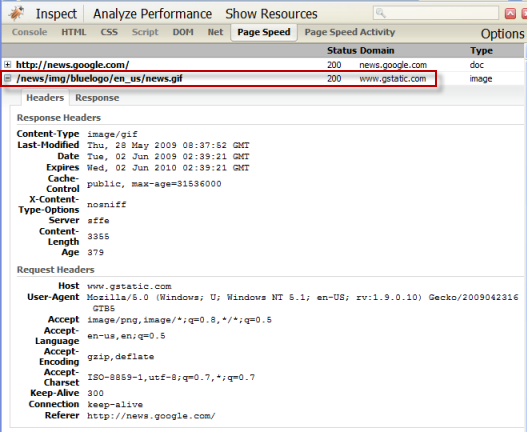 Inspect Analyze Performance Show Resources
Console HTML CSS Script DOM Net Page Speed Page Speed Activity Options
Status Domain Type
http://news.google.com/ 200 news.google.com doc
/news/img/bluelogo/en_us/news.gif 200 www.gstatic.com image
Headers Response
Response Headers
Content-Type image/gif
Last-Modified Thu, 28 May 2009 08:37:52 GMT
Date Tue, 02 Jun 2009 02:39:21 GMT
Expires Wed, 02 Jun 2010 02:39:21 GMT
Cache-
Control public, max-age=31536000
X-Content-
Type-Options nosniff
Server sffe
Content-
Length 3355
Age 379
Request Headers
Host www.gstatic.com
User-Agent Mozilla/5.0 (Windows; U; Windows NT 5.1; en-US; rv:1.9.0.10) Gecko/2009042316
GTB5
Accept image/png,image/*;q=0.8,*/*;q=0.5
Accept-
Language en-us,en;q=0.5
Accept-
Encoding gzip,deflate
Accept-
Charset ISO-8859-1,utf-8;q=0.7,*;q=0.7
Keep-Alive 300
Connection keep-alive
Referer http://news.google.com/